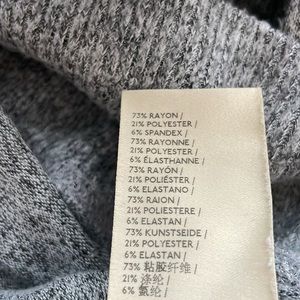 73% RAYON /
21% POLYESTER /
6% SPANDEX /
73% RAYONNE /
21% POLYESTER /
6% ÉLASTHANNE /
73% RAYÓN /
21% POLIÉSTER /
6% ELASTANO /
73% RAION /
21% POLIESTERE /
6% ELASTAN /
73% KUNSTSEIDE /
21% POLYESTER /
6% ELASTAN /
73% 粘胶纤维 /
21% 涤纶 /
6% 氨纶 /